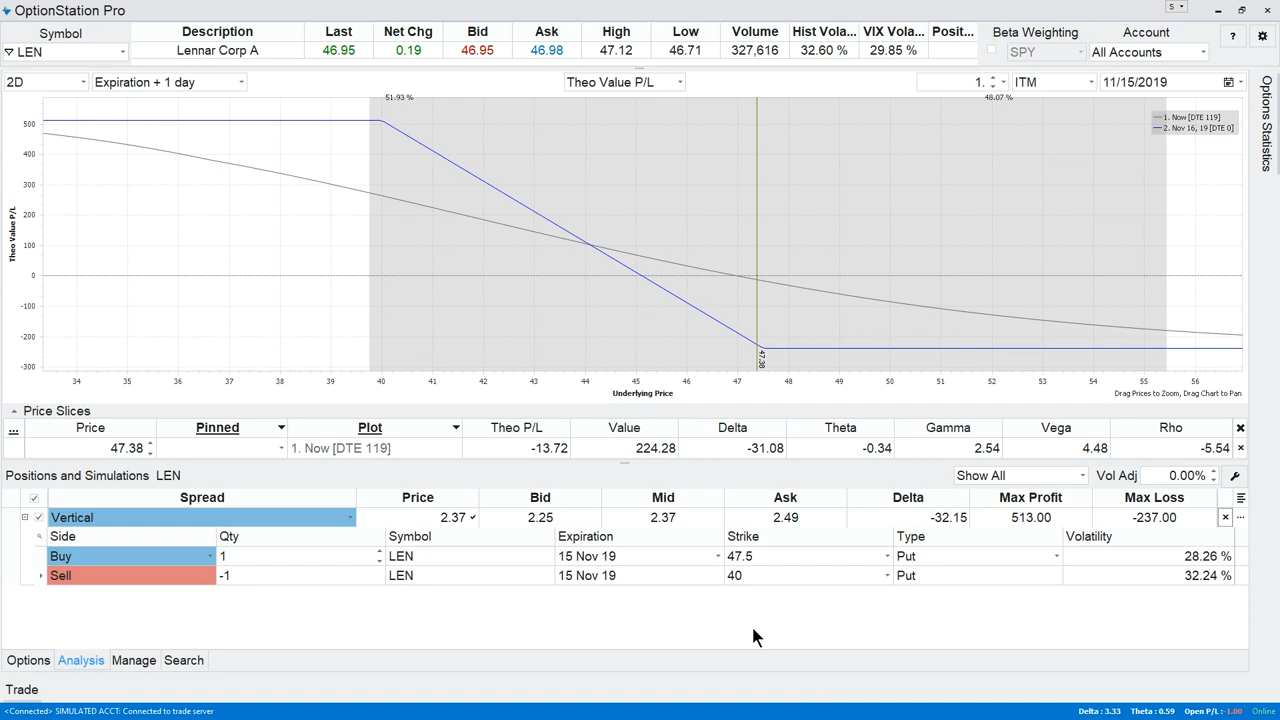 OptionStation Pro
S
Symbol Description Last Net Chg Bid Ask High Low Volume Hist Vola... VIX Vola... Posit... Beta Weighting Account
LEN Lennar Corp A 46.95 0.19 46.95 46.98 47.12 46.71 327,616 32.60 % 29.85 % SPY All Accounts ?
2D Expiration + 1 day Theo Value P/L 1. ITM 11/15/2019
51.93 % 48.07 %
1. Now [DTE 119]
2. Nov 16, 19 [DTE 0]
Options Statistics
Theo Value P/L
500
400
300
200
100
0
-100
-200
-300
47.38
34 35 36 37 38 39 40 41 42 43 44 45 46 47 48 49 50 51 52 53 54 55 56
Underlying Price
Drag Prices to Zoom, Drag Chart to Pan
Price Slices
... Price Pinned Plot Theo P/L Value Delta Theta Gamma Vega Rho
47.38 1. Now [DTE 119] -13.72 224.28 -31.08 -0.34 2.54 4.48 -5.54
Positions and Simulations LEN Show All Vol Adj 0.00%
Spread Price Bid Mid Ask Delta Max Profit Max Loss
Vertical 2.37 2.25 2.37 2.49 -32.15 513.00 -237.00 ...
Side Qty Symbol Expiration Strike Type Volatility
Buy 1 LEN 15 Nov 19 47.5 Put 28.26 %
Sell -1 LEN 15 Nov 19 40 Put 32.24 %
Options Analysis Manage Search
Trade
<Connected> SIMULATED ACCT: Connected to trade server Delta : 3.33 Theta : 0.59 Open P/L : -1.00 Online